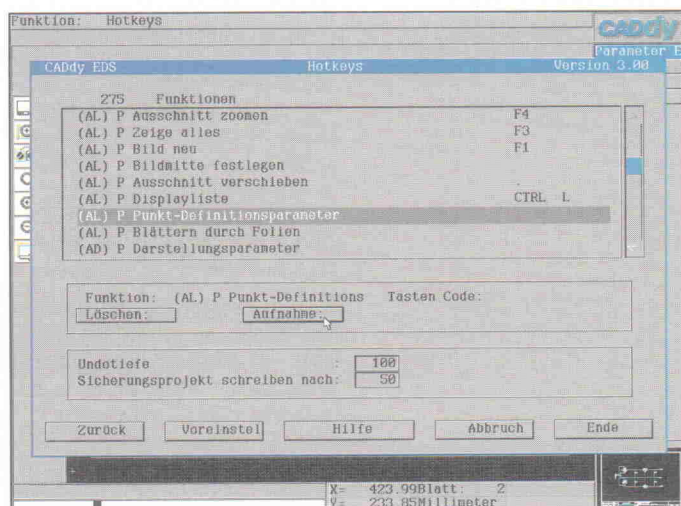 Funktion: Hotkeys
CADdy
Parameter E
CADdy EDS Hotkeys Version 3.00
275 Funktionen
(AL) P Ausschnitt zoomen F4
(AL) P Zeige alles F3
(AL) P Bild neu F1
(AL) P Bildmitte festlegen
(AL) P Ausschnitt verschieben .
(AL) P Displayliste CTRL L
(AL) P Punkt-Definitionsparameter
(AL) P Blättern durch Folien
(AD) P Darstellungsparameter
Funktion: (AL) P Punkt-Definitions Tasten Code:
Löschen: Aufnahme:
Undotiefe : 100
Sicherungsprojekt schreiben nach: 50
Zurück Voreinstel Hilfe Abbruch Ende
X= 423.99Blatt: 2
Y= 233.85Millimeter